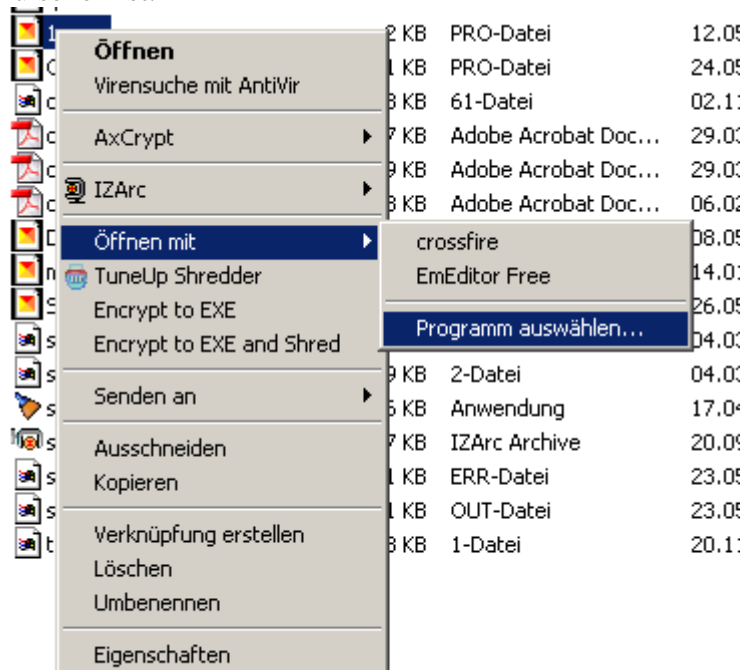 1 2 KB PRO-Datei 12.05
Öffnen
1 KB PRO-Datei 24.05
Virensuche mit AntiVir
8 KB 61-Datei 02.11
AxCrypt 7 KB Adobe Acrobat Doc... 29.03
9 KB Adobe Acrobat Doc... 29.03
IZArc
8 KB Adobe Acrobat Doc... 06.02
Öffnen mit crossfire 08.05
TuneUp Shredder EmEditor Free 14.01
Encrypt to EXE 26.05
Programm auswählen...
Encrypt to EXE and Shred 04.03
9 KB 2-Datei 04.03
Senden an 6 KB Anwendung 17.04
Ausschneiden 7 KB IZArc Archive 20.09
Kopieren 1 KB ERR-Datei 23.05
1 KB OUT-Datei 23.05
Verknüpfung erstellen 8 KB 1-Datei 20.11
Löschen
Umbenennen
Eigenschaften